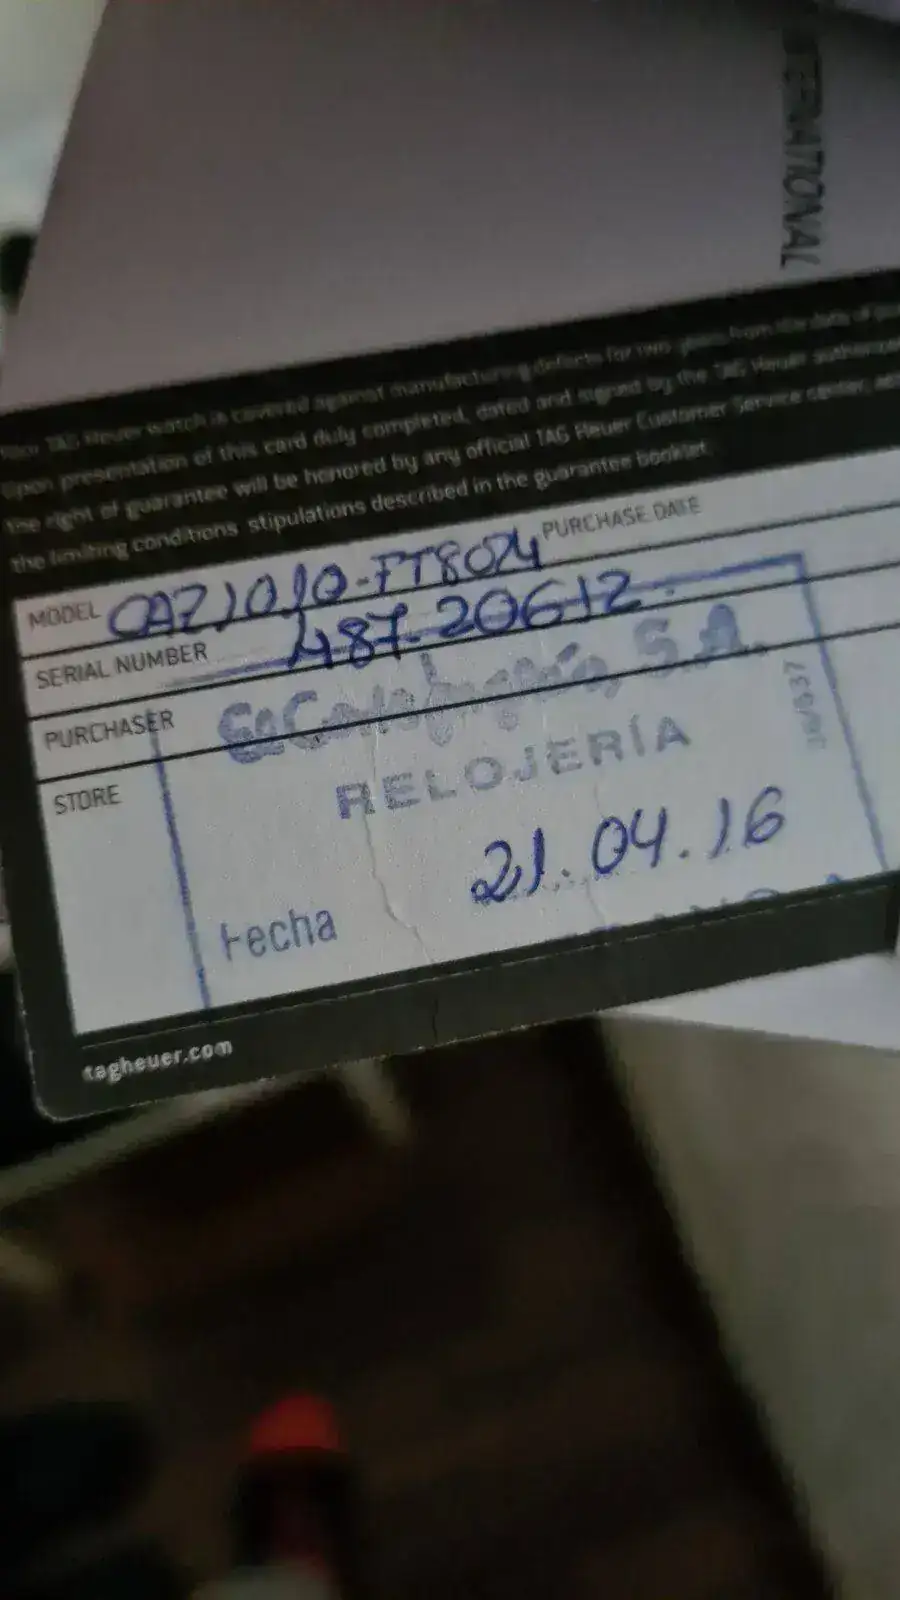 TERNATIONAL
Your TAG Heuer watch is covered against manufacturing defects for two years from the date of
Upon presentation of this card duly completed, dated and signed by the TAG Heuer authorized
the right of guarantee will be honored by any official TAG Heuer Customer Service center,
the limiting conditions stipulations described in the guarantee booklet.
MODEL CAZ1010-FT8024 PURCHASE DATE
SERIAL NUMBER 487-20612
PURCHASER
S.A.
STORE
RELOJERÍA
21.04.16
Fecha
tagheuer.com